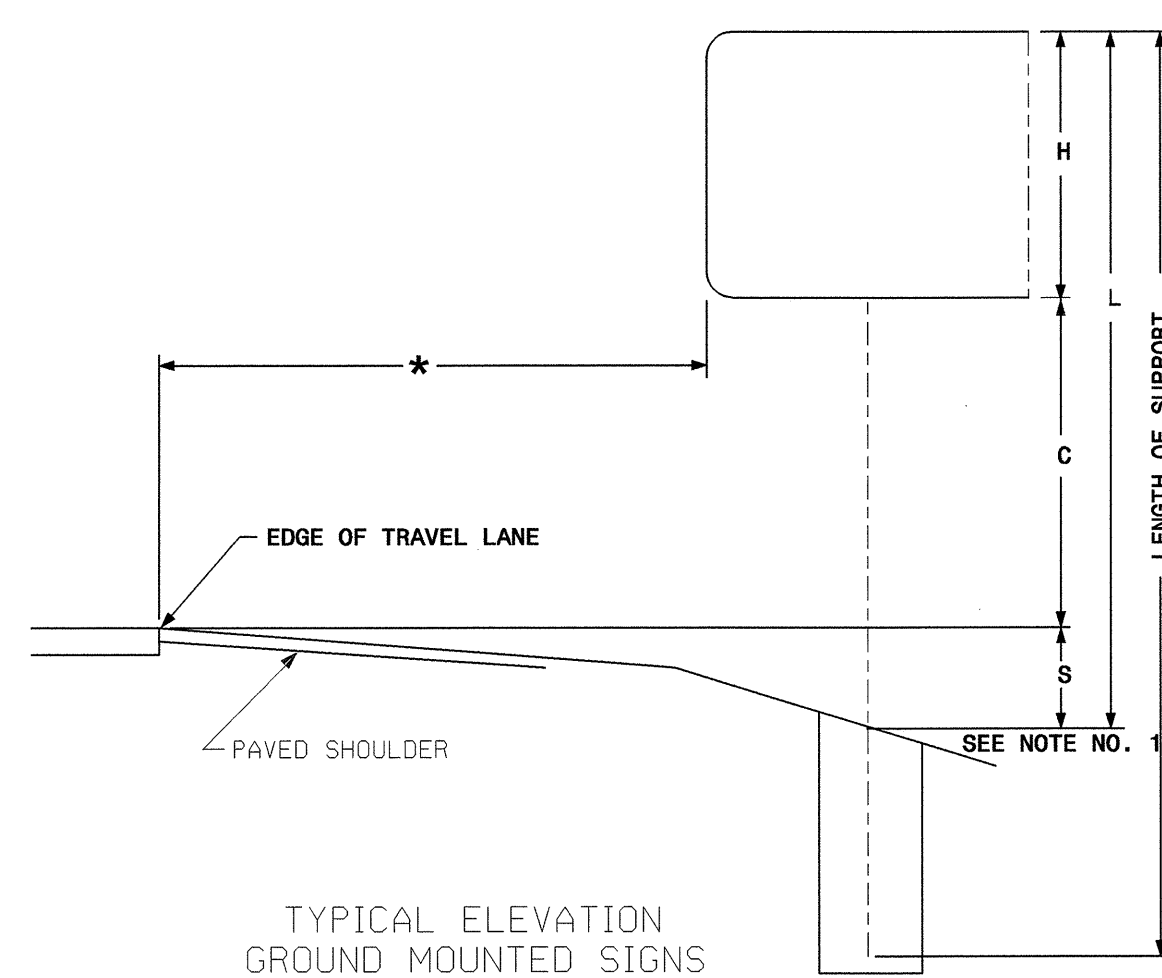 H
L
LENGTH OF SUPPORT
*
C
EDGE OF TRAVEL LANE
S
PAVED SHOULDER
SEE NOTE NO. 1
TYPICAL ELEVATION
GROUND MOUNTED SIGNS